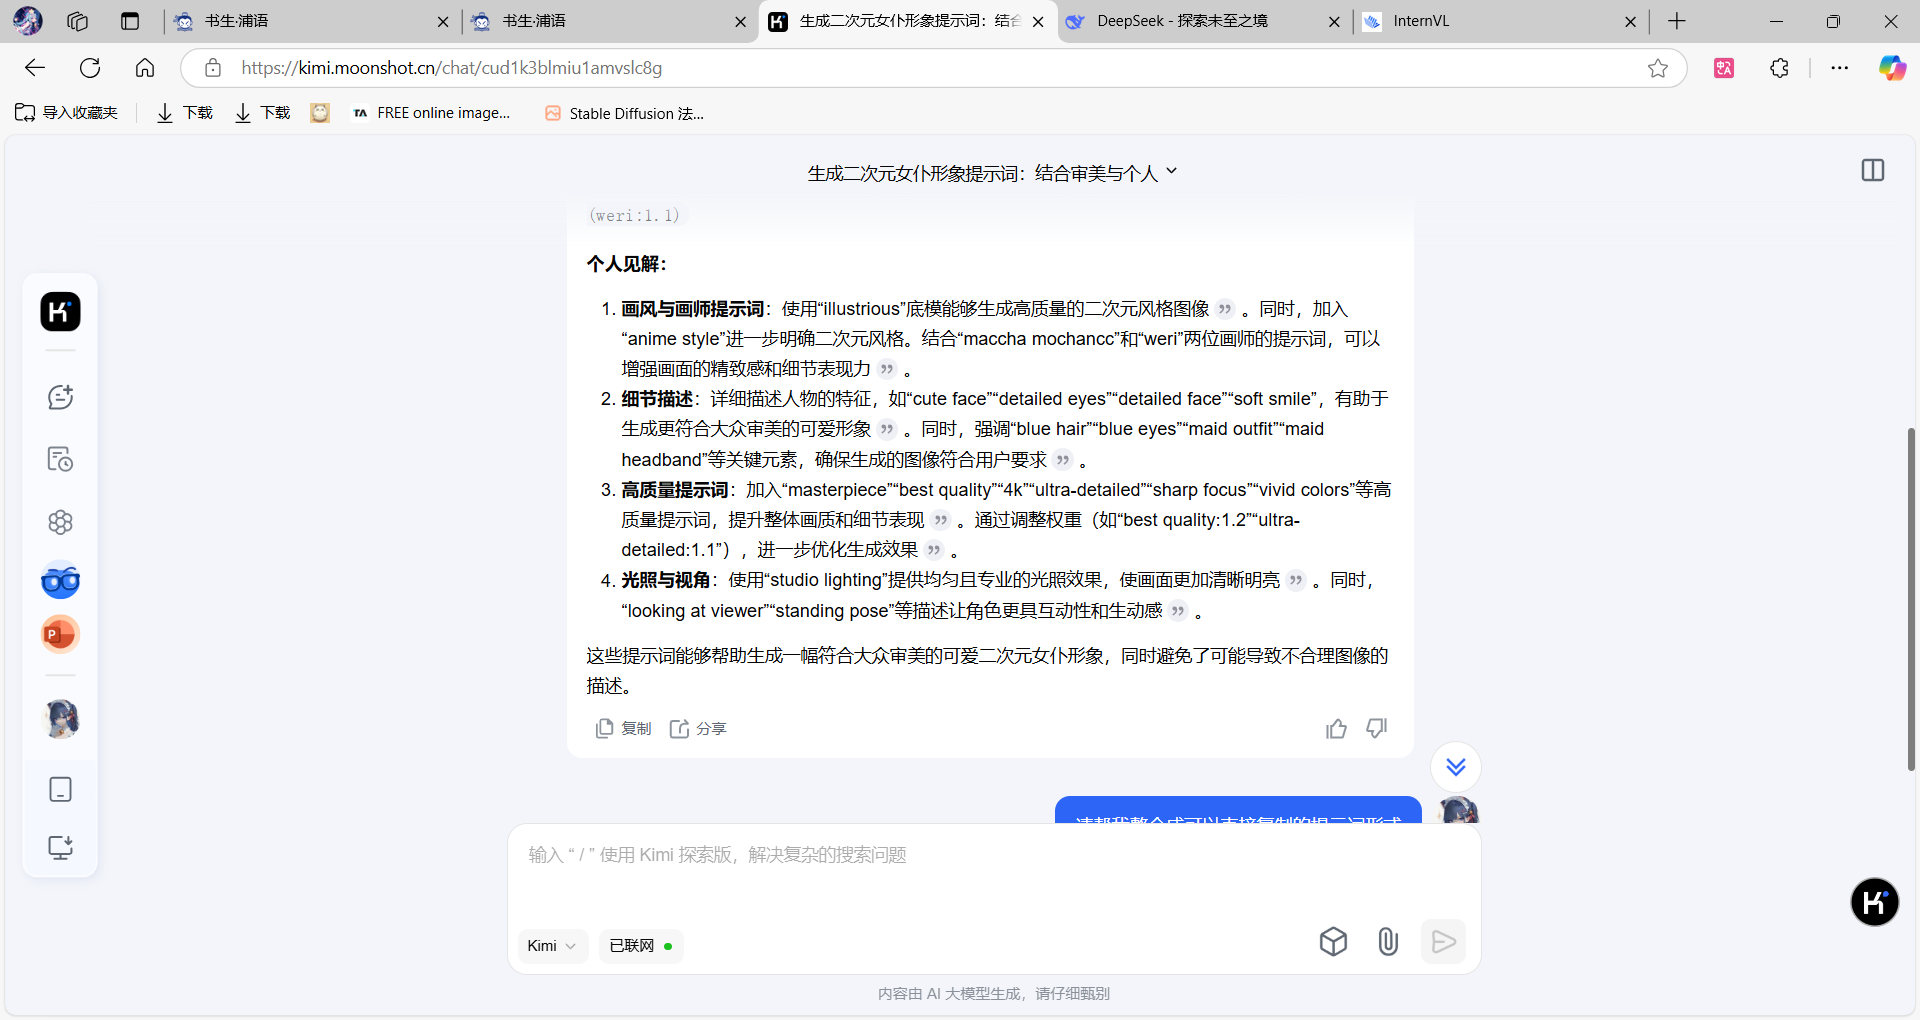 书生·浦语
书生·浦语
生成二次元女仆形象提示词：结合
DeepSeek - 探索未至之境
InternVL
https://kimi.moonshot.cn/chat/cud1k3blmiu1amvslc8g
导入收藏夹
下载
下载
TA FREE online image...
Stable Diffusion 法...
生成二次元女仆形象提示词：结合审美与个人
(weri:1.1)
个人见解：
1. 画风与画师提示词：使用“illustrious”底模能够生成高质量的二次元风格图像 。同时，加入
“anime style”进一步明确二次元风格。结合“maccha mochancc”和“weri”两位画师的提示词，可以
增强画面的精致感和细节表现力 。
2. 细节描述：详细描述人物的特征，如“cute face”“detailed eyes”“detailed face”“soft smile”，有助于
生成更符合大众审美的可爱形象 。同时，强调“blue hair”“blue eyes”“maid outfit”“maid
headband”等关键元素，确保生成的图像符合用户要求 。
3. 高质量提示词：加入“masterpiece”“best quality”“4k”“ultra-detailed”“sharp focus”“vivid colors”等高
质量提示词，提升整体画质和细节表现 。通过调整权重（如“best quality:1.2”“ultra-
detailed:1.1”），进一步优化生成效果 。
4. 光照与视角：使用“studio lighting”提供均匀且专业的光照效果，使画面更加清晰明亮 。同时，
“looking at viewer”“standing pose”等描述让角色更具互动性和生动感 。
这些提示词能够帮助生成一幅符合大众审美的可爱二次元女仆形象，同时避免了可能导致不合理图像的
描述。
复制
分享
请帮我整合成可以直接复制的提示词形式
输入 “ / ” 使用 Kimi 探索版，解决复杂的搜索问题
Kimi
已联网
内容由 AI 大模型生成，请仔细甄别